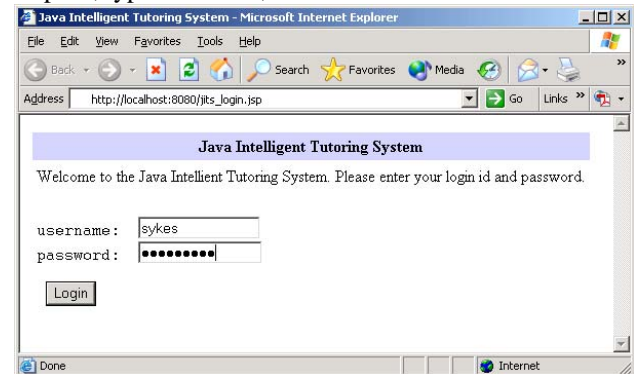 Java Intelligent Tutoring System - Microsoft Internet Explorer
File Edit View Favorites Tools Help
Back Search Favorites Media »
Address http://localhost:8080/jits_login.jsp Go Links »
Java Intelligent Tutoring System
Welcome to the Java Intellient Tutoring System. Please enter your login id and password.
username: sykes
password: •••••••••
Login
Done Internet